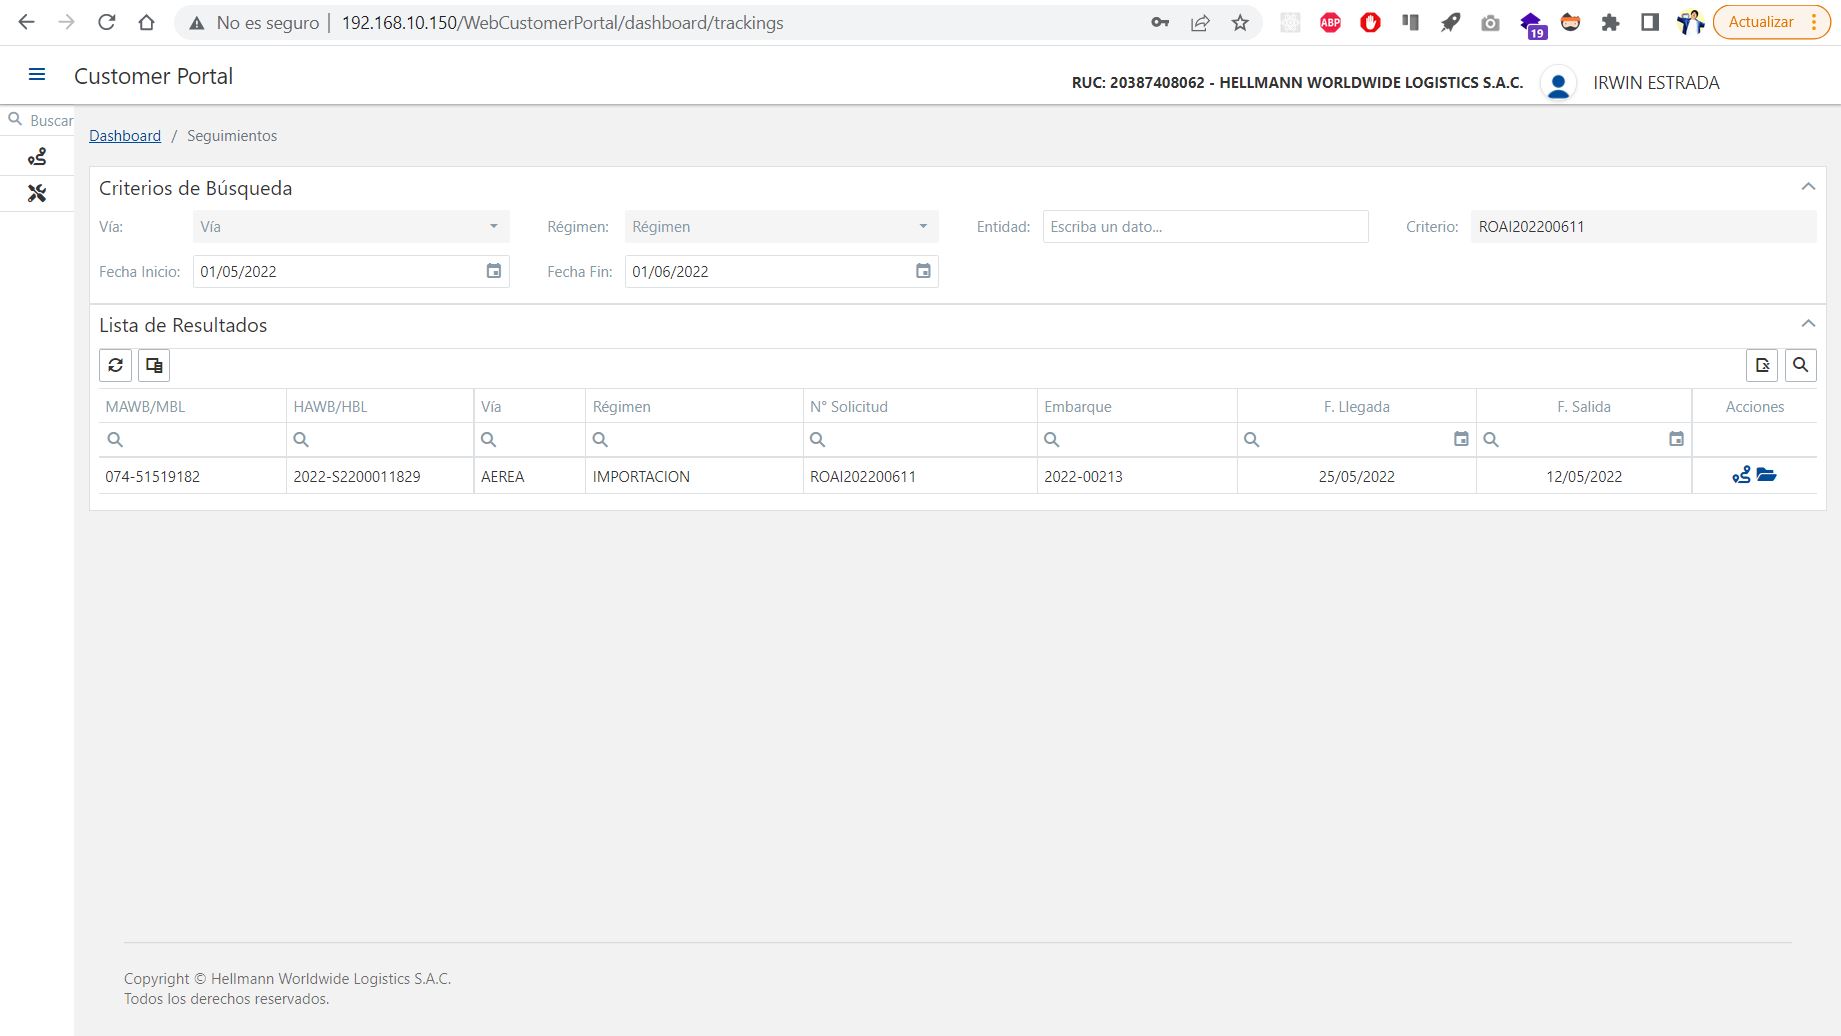 No es seguro | 192.168.10.150/WebCustomerPortal/dashboard/trackings ABP 19 Actualizar
Customer Portal
RUC: 20387408062 - HELLMANN WORLDWIDE LOGISTICS S.A.C. IRWIN ESTRADA
Buscar
Dashboard / Seguimientos
Criterios de Búsqueda
Vía: Vía Régimen: Régimen Entidad: Escriba un dato... Criterio: ROAI202200611
Fecha Inicio: 01/05/2022 Fecha Fin: 01/06/2022
Lista de Resultados
MAWB/MBL HAWB/HBL Vía Régimen N° Solicitud Embarque F. Llegada F. Salida Acciones
074-51519182 2022-S2200011829 AEREA IMPORTACION ROAI202200611 2022-00213 25/05/2022 12/05/2022
Copyright © Hellmann Worldwide Logistics S.A.C.
Todos los derechos reservados.